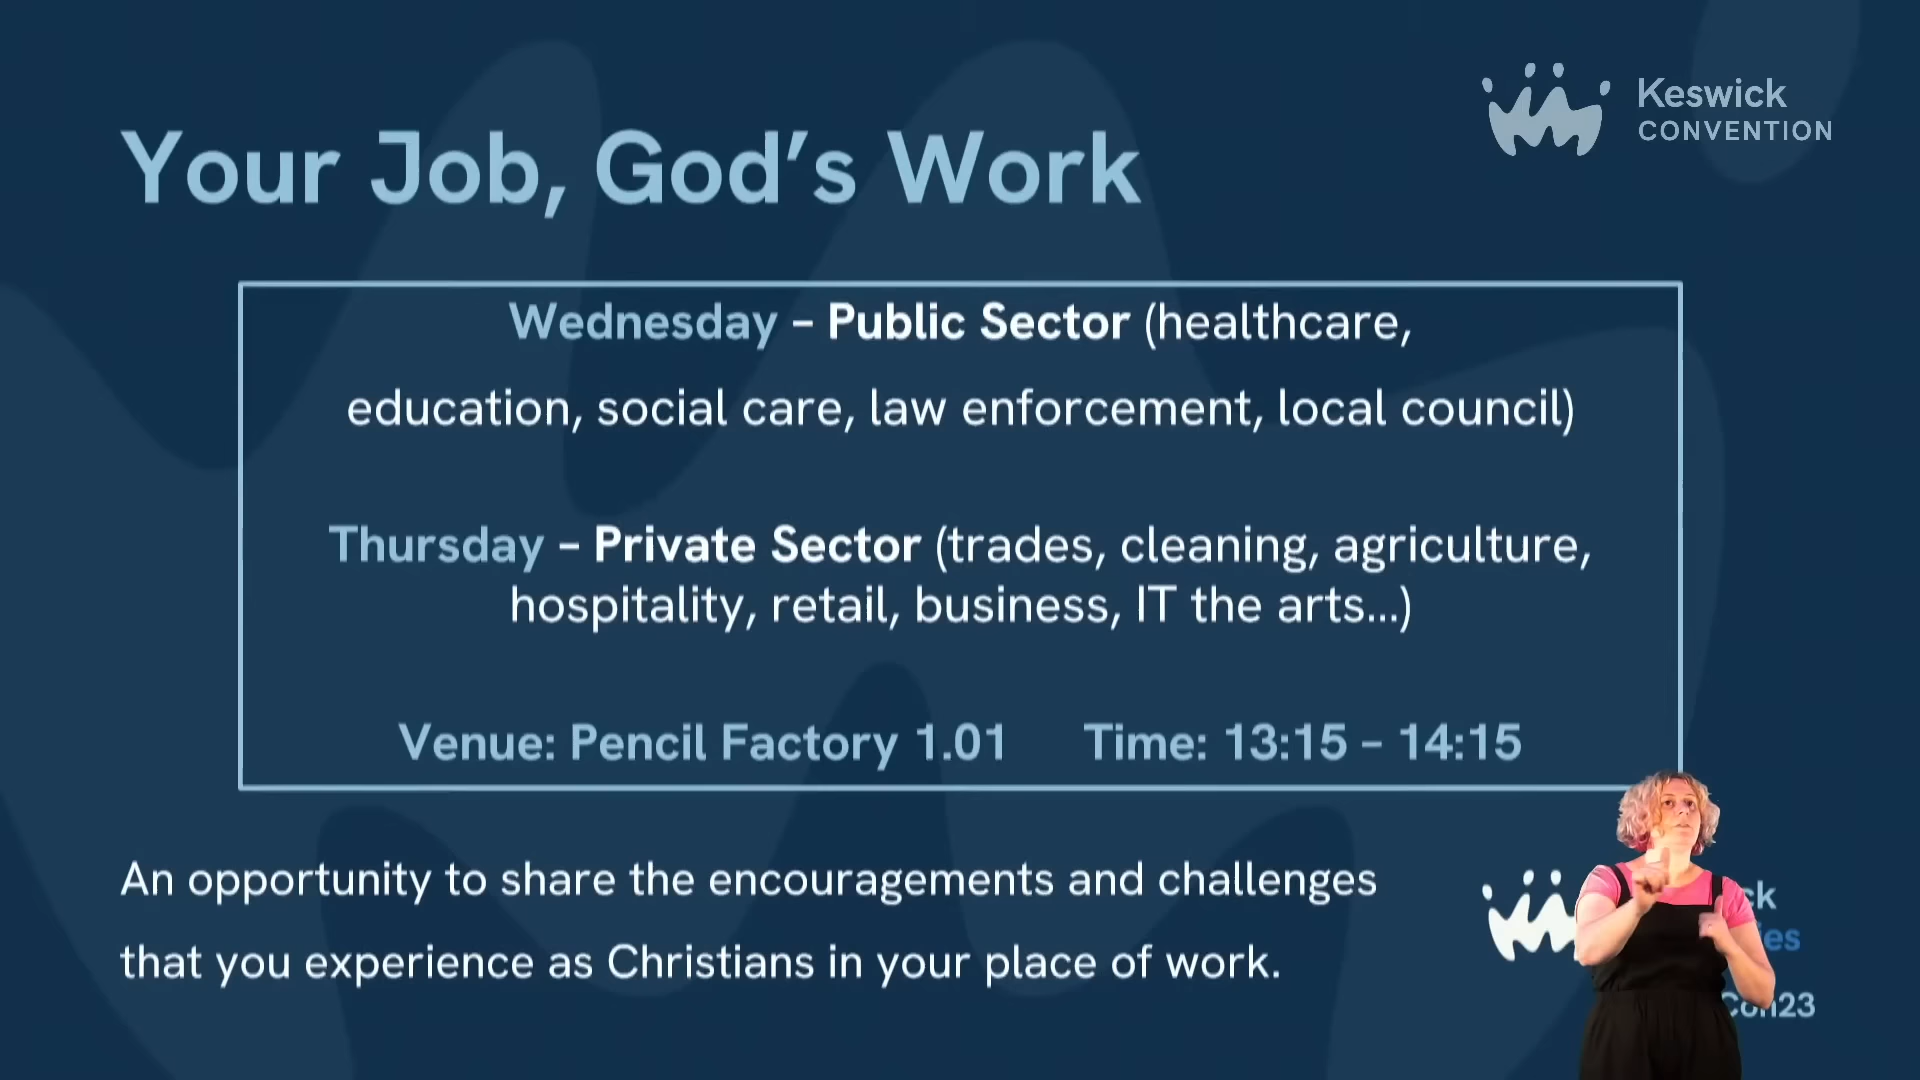 Keswick
CONVENTION
Your Job, God's Work
Wednesday – Public Sector (healthcare,
education, social care, law enforcement, local council)
Thursday – Private Sector (trades, cleaning, agriculture,
hospitality, retail, business, IT the arts...)
Venue: Pencil Factory 1.01 Time: 13:15 – 14:15
An opportunity to share the encouragements and challenges
that you experience as Christians in your place of work.